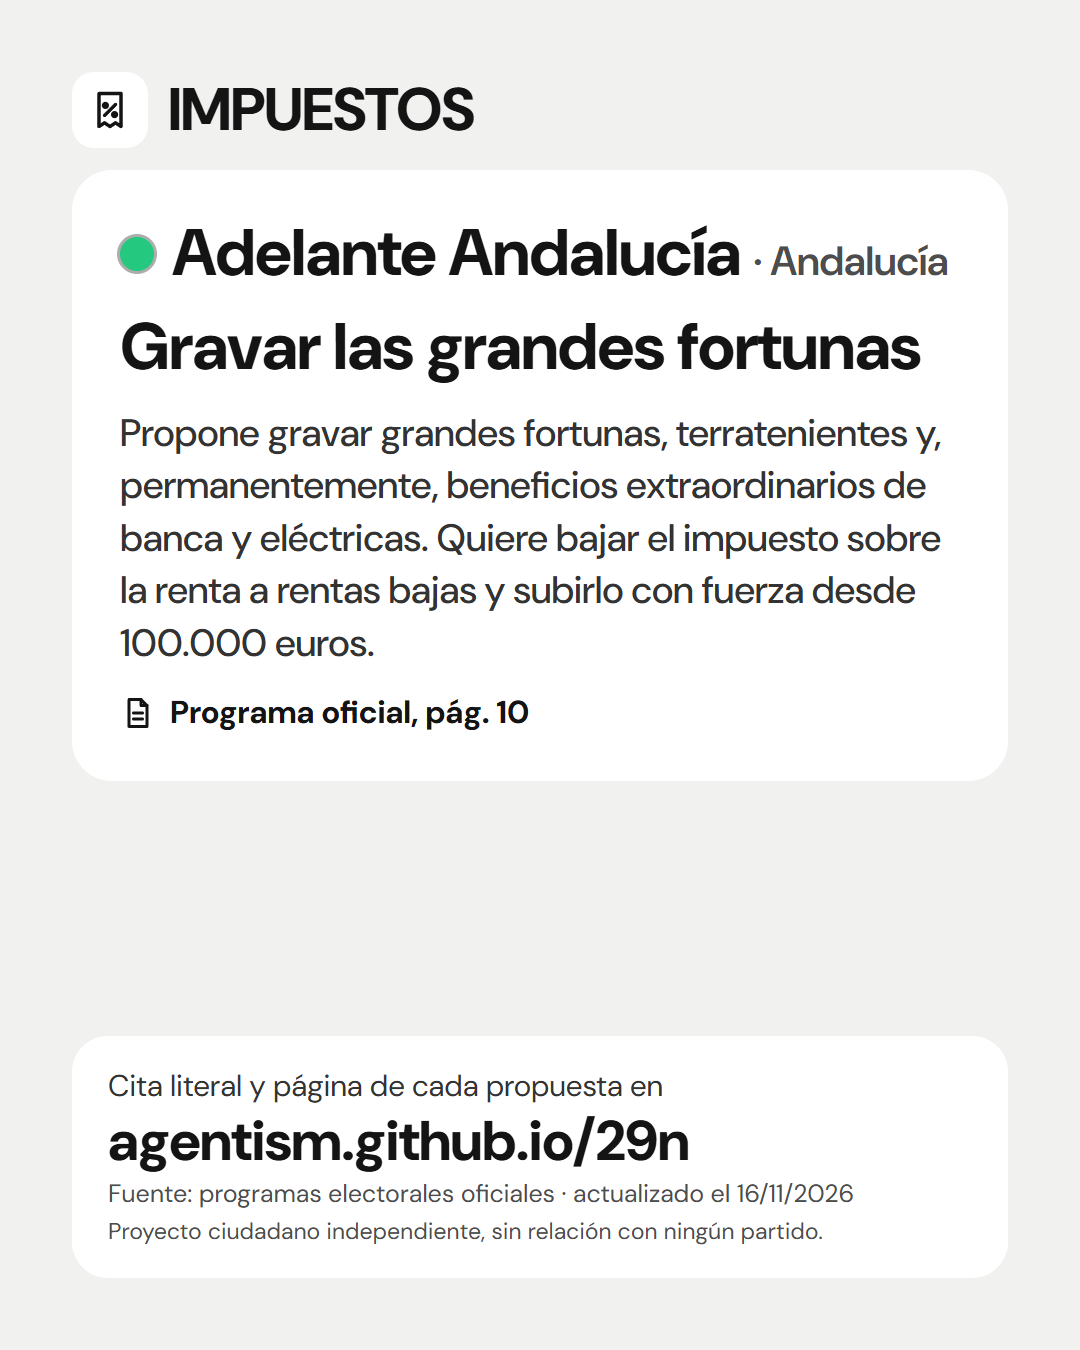 IMPUESTOS
Adelante Andalucía · Andalucía
Gravar las grandes fortunas
Propone gravar grandes fortunas, terratenientes y,
permanentemente, beneficios extraordinarios de
banca y eléctricas. Quiere bajar el impuesto sobre
la renta a rentas bajas y subirlo con fuerza desde
100.000 euros.
Programa oficial, pág. 10
Cita literal y página de cada propuesta en
agentism.github.io/29n
Fuente: programas electorales oficiales · actualizado el 16/11/2026
Proyecto ciudadano independiente, sin relación con ningún partido.